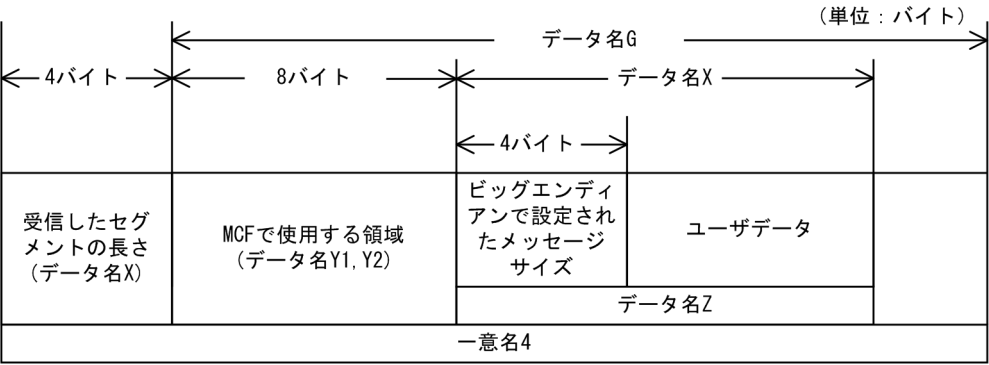 (単位：バイト)
データ名G
4バイト
8バイト
データ名X
4バイト
受信したセグ
メントの長さ
(データ名X)
MCFで使用する領域
(データ名Y1,Y2)
ビッグエンディ
アンで設定され
たメッセージ
サイズ
ユーザデータ
データ名Z
一意名4